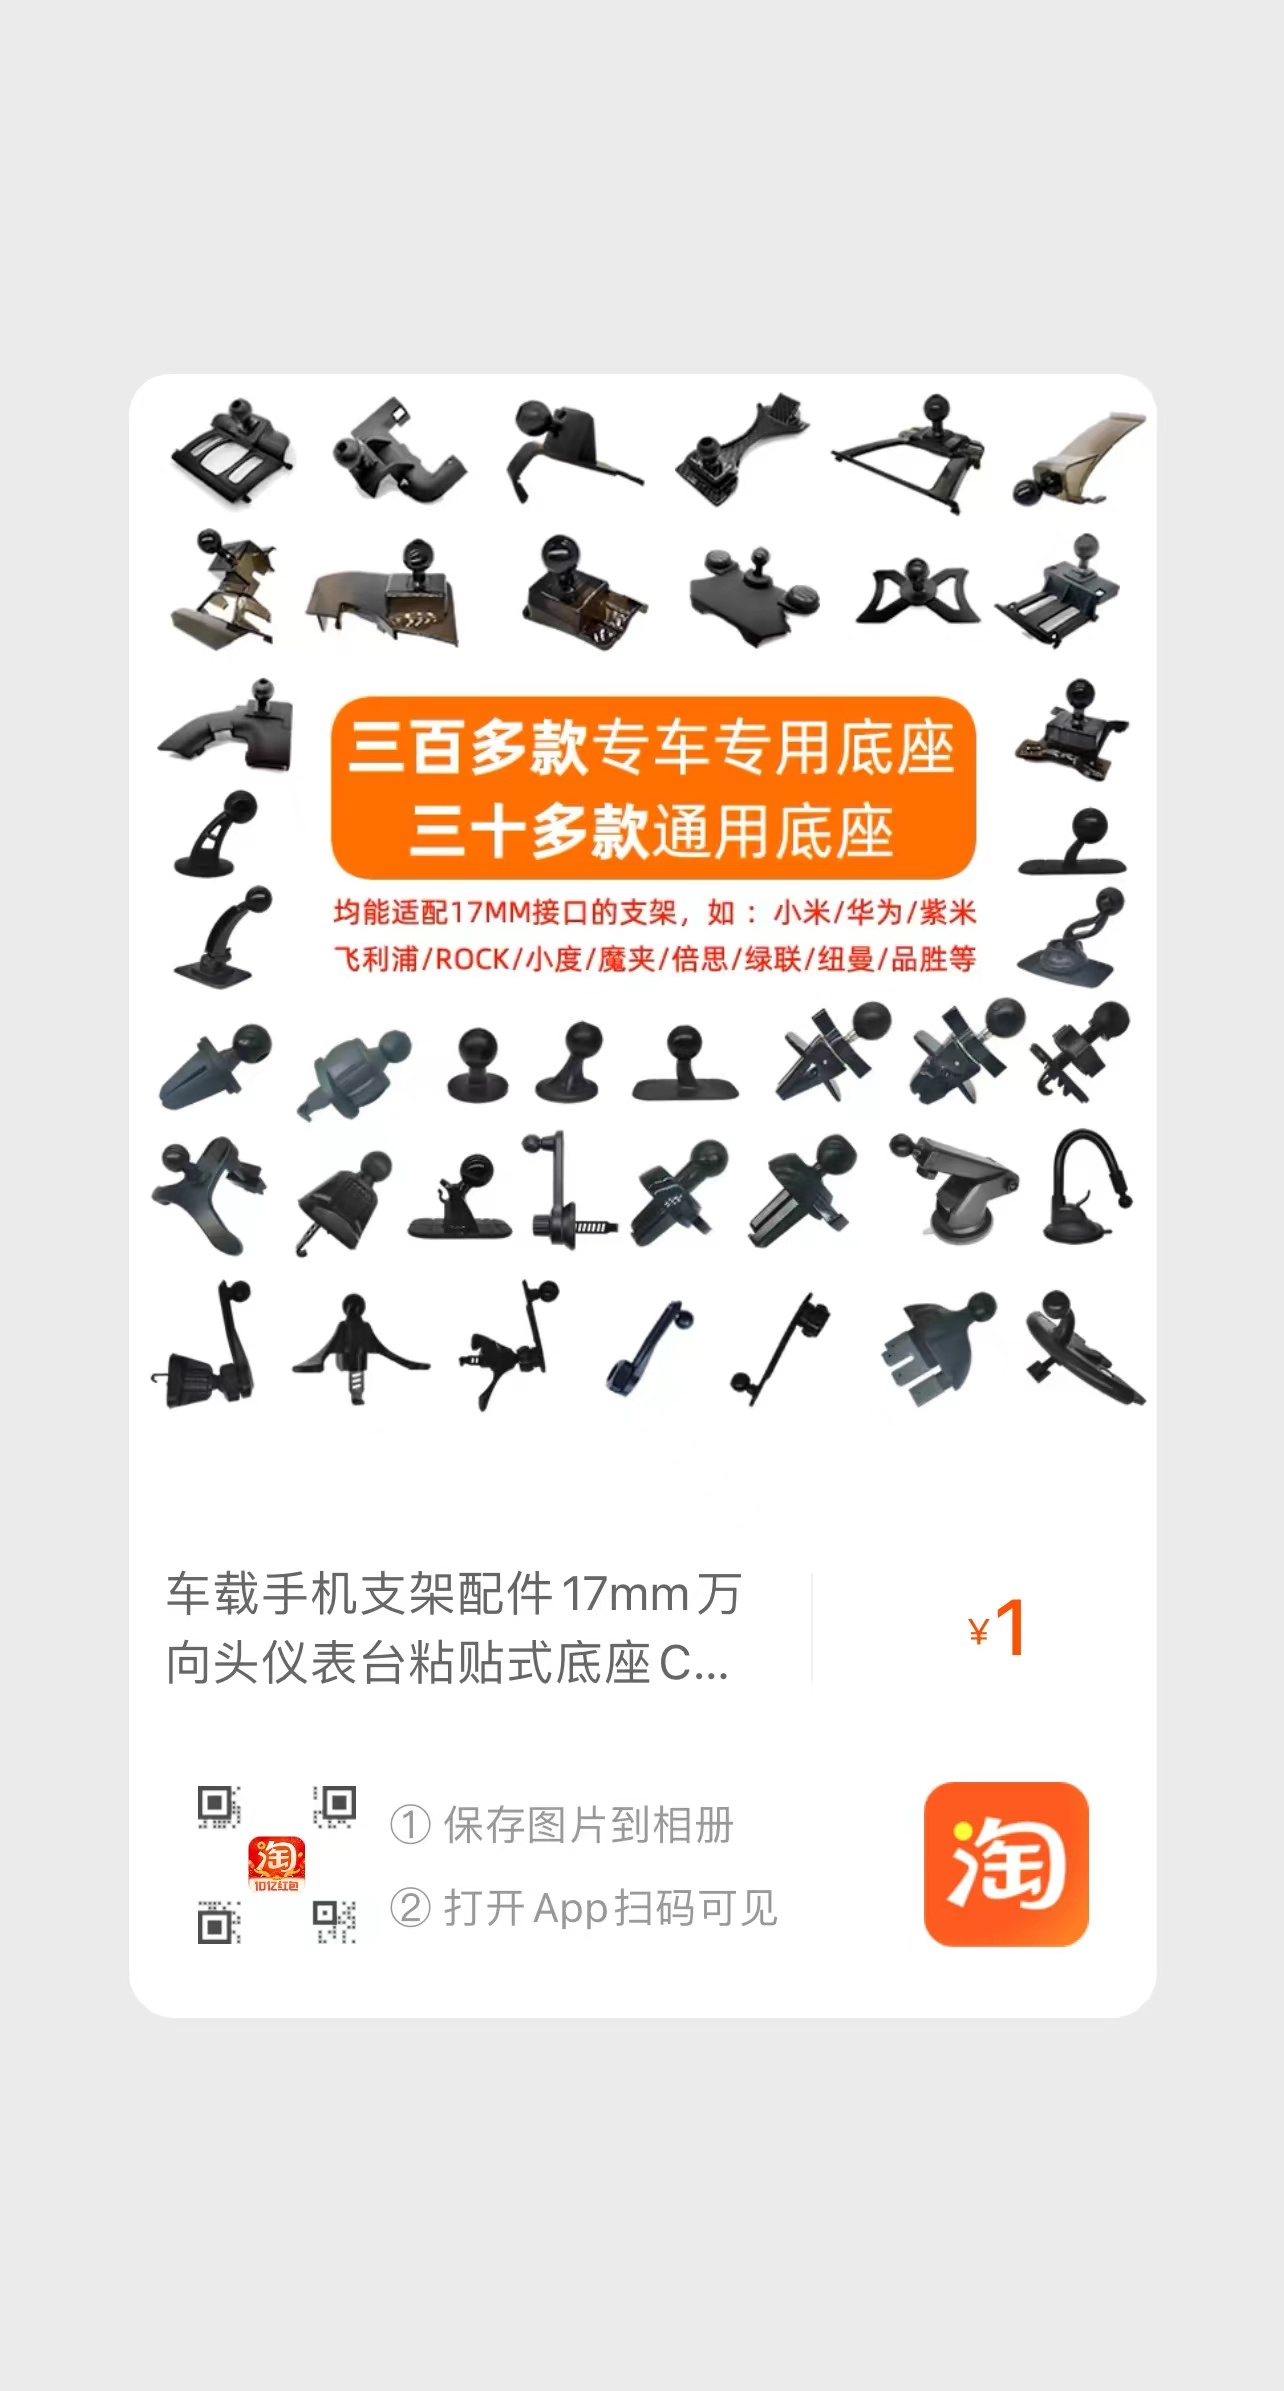 三百多款专车专用底座
三十多款通用底座
均能适配17MM接口的支架，如：小米/华为/紫米
飞利浦/ROCK/小度/魔夹/倍思/绿联/纽曼/品胜等
车载手机支架配件17mm万
向头仪表台粘贴式底座C...
¥1
① 保存图片到相册
② 打开App扫码可见
淘
10亿红包
淘